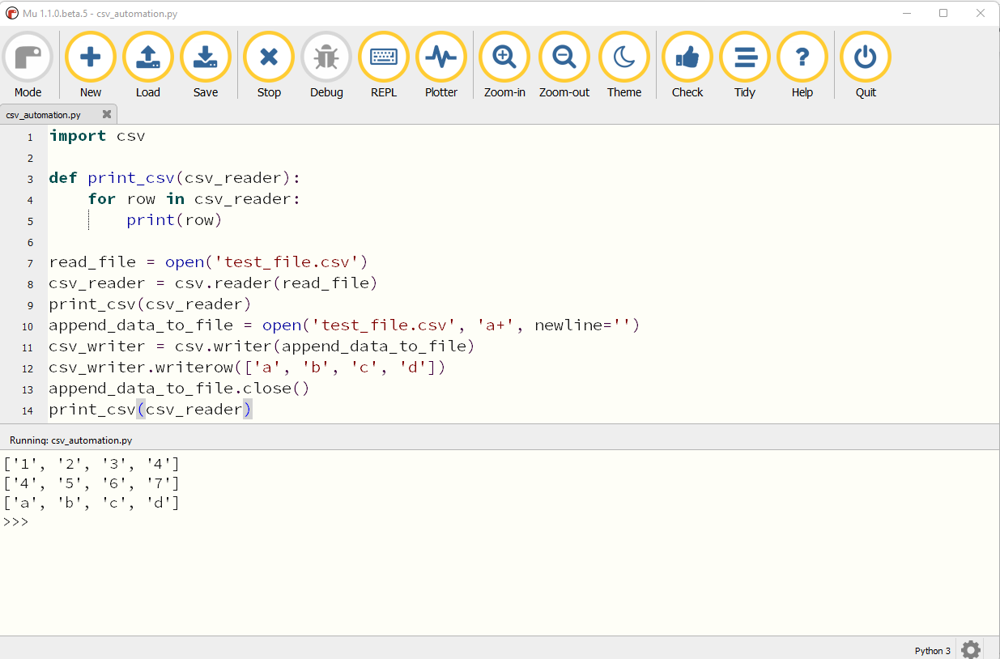 Mu 1.1.0.beta.5 - csv_automation.py
Mode New Load Save Stop Debug REPL Plotter Zoom-in Zoom-out Theme Check Tidy Help Quit
csv_automation.py
1 import csv
2
3 def print_csv(csv_reader):
4     for row in csv_reader:
5         print(row)
6
7 read_file = open('test_file.csv')
8 csv_reader = csv.reader(read_file)
9 print_csv(csv_reader)
10 append_data_to_file = open('test_file.csv', 'a+', newline='')
11 csv_writer = csv.writer(append_data_to_file)
12 csv_writer.writerow(['a', 'b', 'c', 'd'])
13 append_data_to_file.close()
14 print_csv(csv_reader)
Running: csv_automation.py
['1', '2', '3', '4']
['4', '5', '6', '7']
['a', 'b', 'c', 'd']
>>>
Python 3